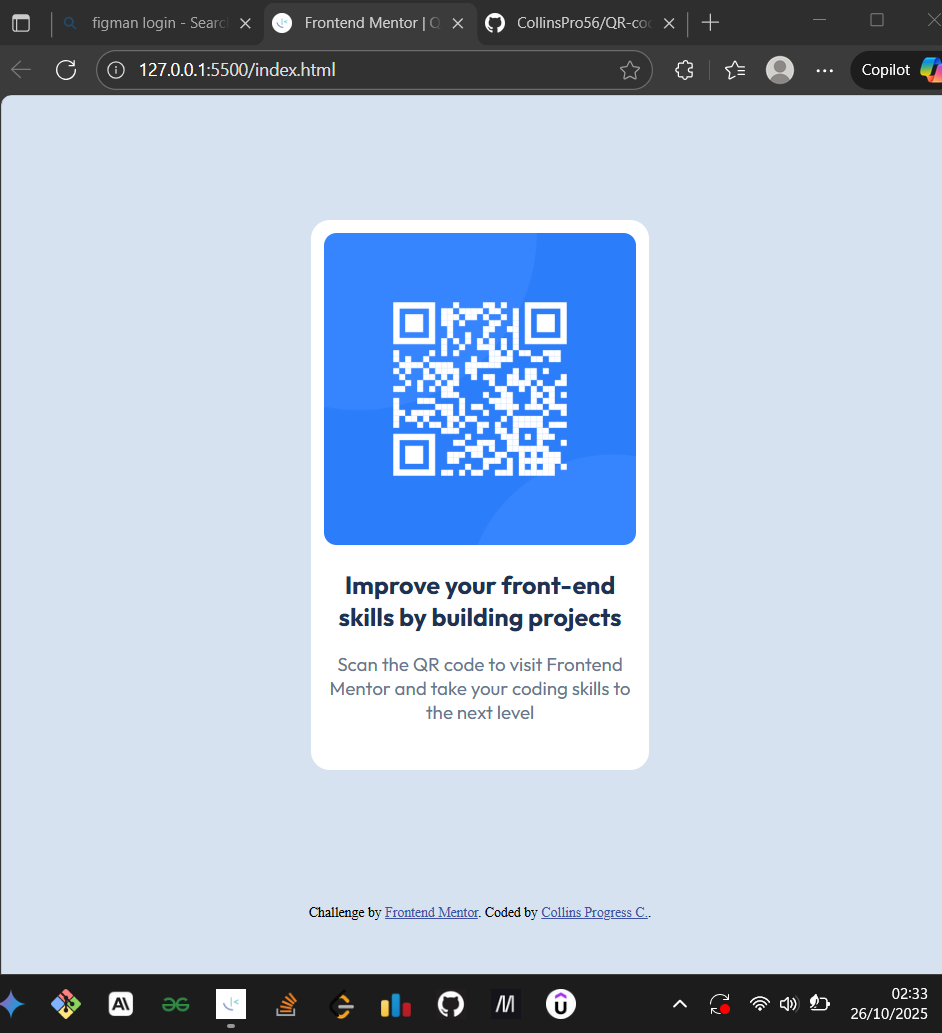 figman login - Searc
Frontend Mentor | Q
CollinsPro56/QR-co
127.0.0.1:5500/index.html
Copilot
Improve your front-end
skills by building projects
Scan the QR code to visit Frontend
Mentor and take your coding skills to
the next level
Challenge by Frontend Mentor. Coded by Collins Progress C..
02:33
26/10/2025